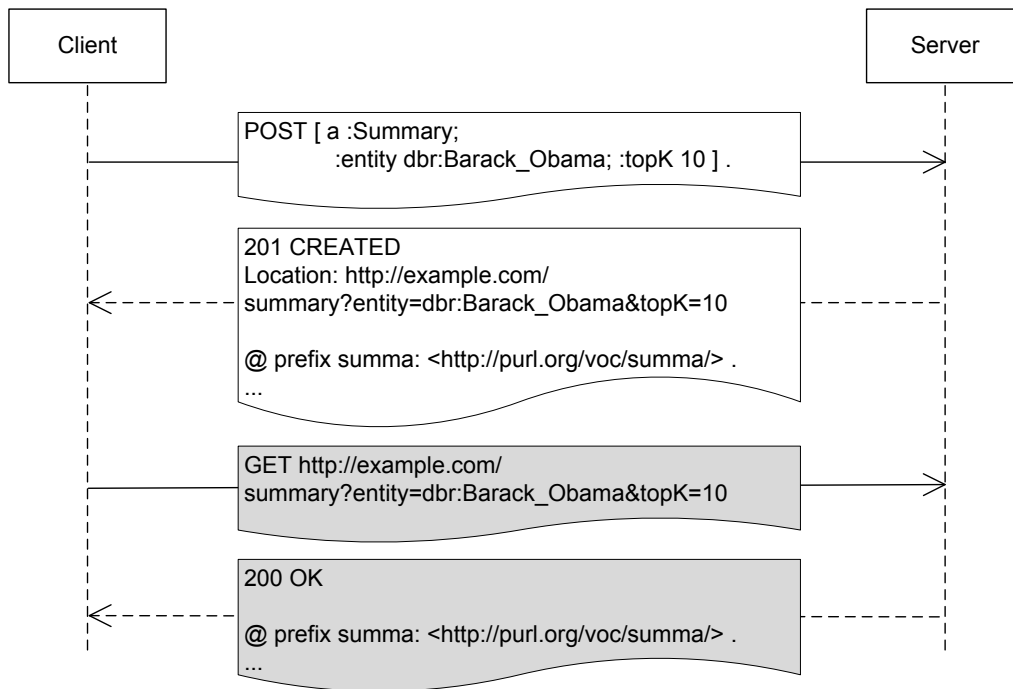 Client
Server
POST [ a :Summary;
:entity dbr:Barack_Obama; :topK 10 ] .
201 CREATED
Location: http://example.com/
summary?entity=dbr:Barack_Obama&topK=10
@ prefix summa: <http://purl.org/voc/summa/> .
...
GET http://example.com/
summary?entity=dbr:Barack_Obama&topK=10
200 OK
@ prefix summa: <http://purl.org/voc/summa/> .
...